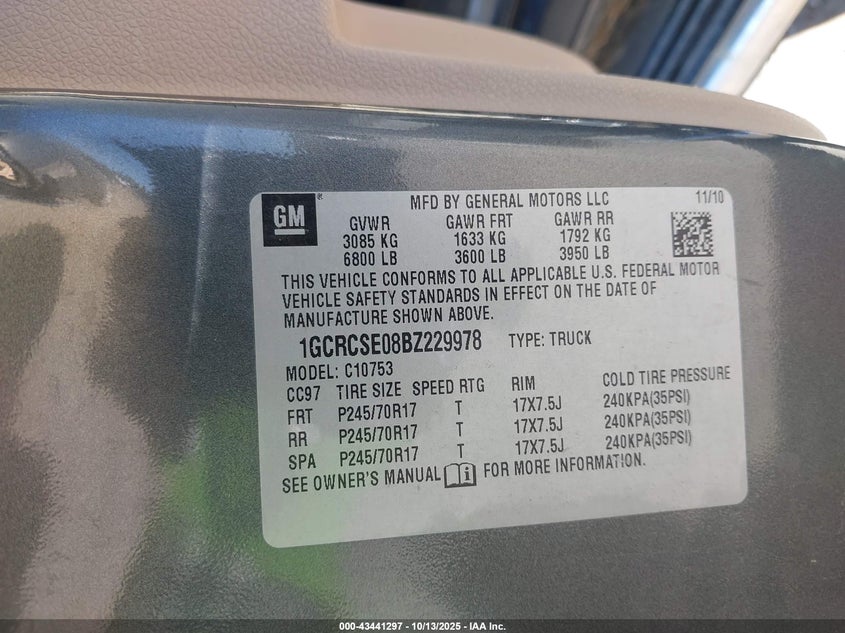 GM
®
MFD BY GENERAL MOTORS LLC 11/10
GVWR GAWR FRT GAWR RR
3085 KG 1633 KG 1792 KG
6800 LB 3600 LB 3950 LB
THIS VEHICLE CONFORMS TO ALL APPLICABLE U.S. FEDERAL MOTOR
VEHICLE SAFETY STANDARDS IN EFFECT ON THE DATE OF
MANUFACTURE SHOWN ABOVE.
1GCRCSE08BZ229978 TYPE: TRUCK
MODEL: C10753
CC97 TIRE SIZE SPEED RTG RIM COLD TIRE PRESSURE
FRT P245/70R17 T 17X7.5J 240KPA(35PSI)
RR P245/70R17 T 17X7.5J 240KPA(35PSI)
SPA P245/70R17 T 17X7.5J 240KPA(35PSI)
SEE OWNER'S MANUAL i FOR MORE INFORMATION.
000-43441297 - 10/13/2025 - IAA Inc.